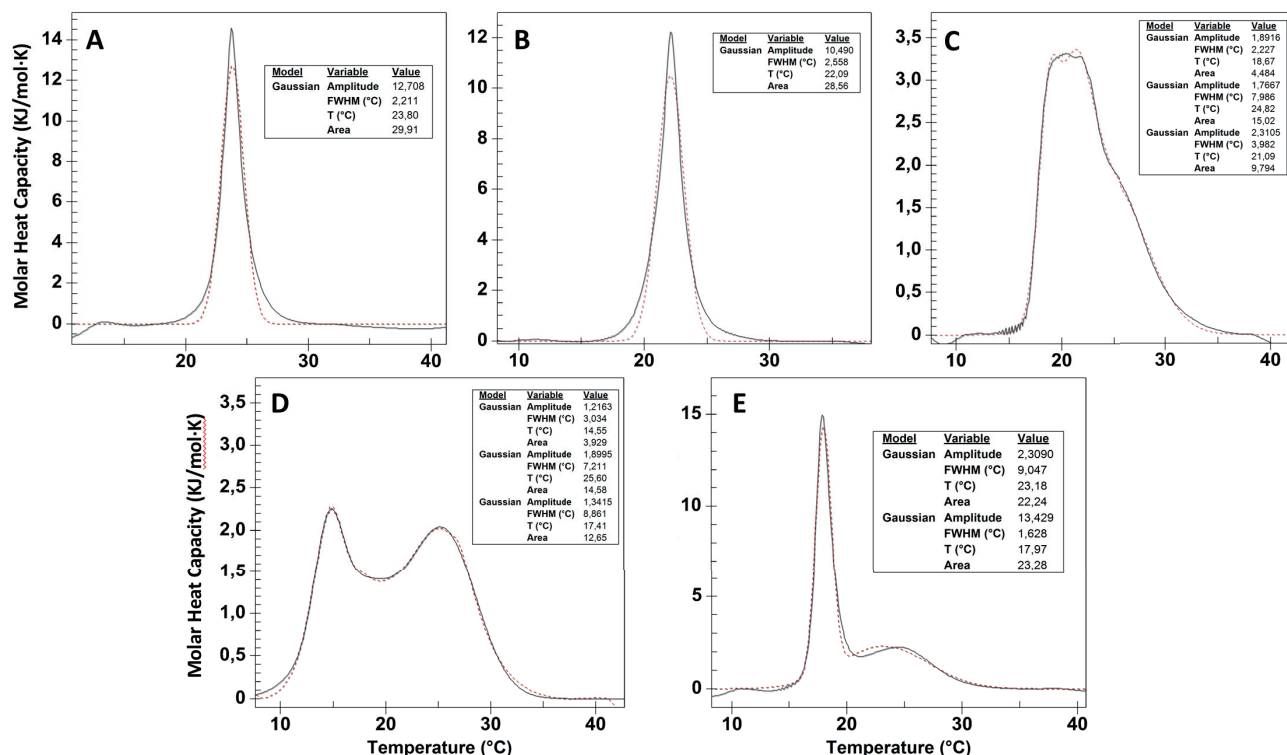 A
Model Variable Value
Gaussian Amplitude 12,708
FWHM (°C) 2,211
T (°C) 23,80
Area 29,91
14
12
10
8
6
4
2
0
20 30 40
Molar Heat Capacity (KJ/mol·K)
B
Model Variable Value
Gaussian Amplitude 10,490
FWHM (°C) 2,558
T (°C) 22,09
Area 28,56
12
10
8
6
4
2
0
10 20 30
C
Model Variable Value
Gaussian Amplitude 1,8916
FWHM (°C) 2,227
T (°C) 18,67
Area 4,484
Gaussian Amplitude 1,7667
FWHM (°C) 7,986
T (°C) 24,82
Area 15,02
Gaussian Amplitude 2,3105
FWHM (°C) 3,982
T (°C) 21,09
Area 9,794
3,5
3,0
2,5
2,0
1,5
1,0
0,5
0
10 20 30 40
D
Model Variable Value
Gaussian Amplitude 1,2163
FWHM (°C) 3,034
T (°C) 14,55
Area 3,929
Gaussian Amplitude 1,8995
FWHM (°C) 7,211
T (°C) 25,60
Area 14,58
Gaussian Amplitude 1,3415
FWHM (°C) 8,861
T (°C) 17,41
Area 12,65
3,5
3,0
2,5
2,0
1,5
1,0
0,5
0
10 20 30 40
Molar Heat Capacity (KJ/mol·K)
Temperature (°C)
E
Model Variable Value
Gaussian Amplitude 2,3090
FWHM (°C) 9,047
T (°C) 23,18
Area 22,24
Gaussian Amplitude 13,429
FWHM (°C) 1,628
T (°C) 17,97
Area 23,28
15
10
5
0
10 20 30 40
Temperature (°C)